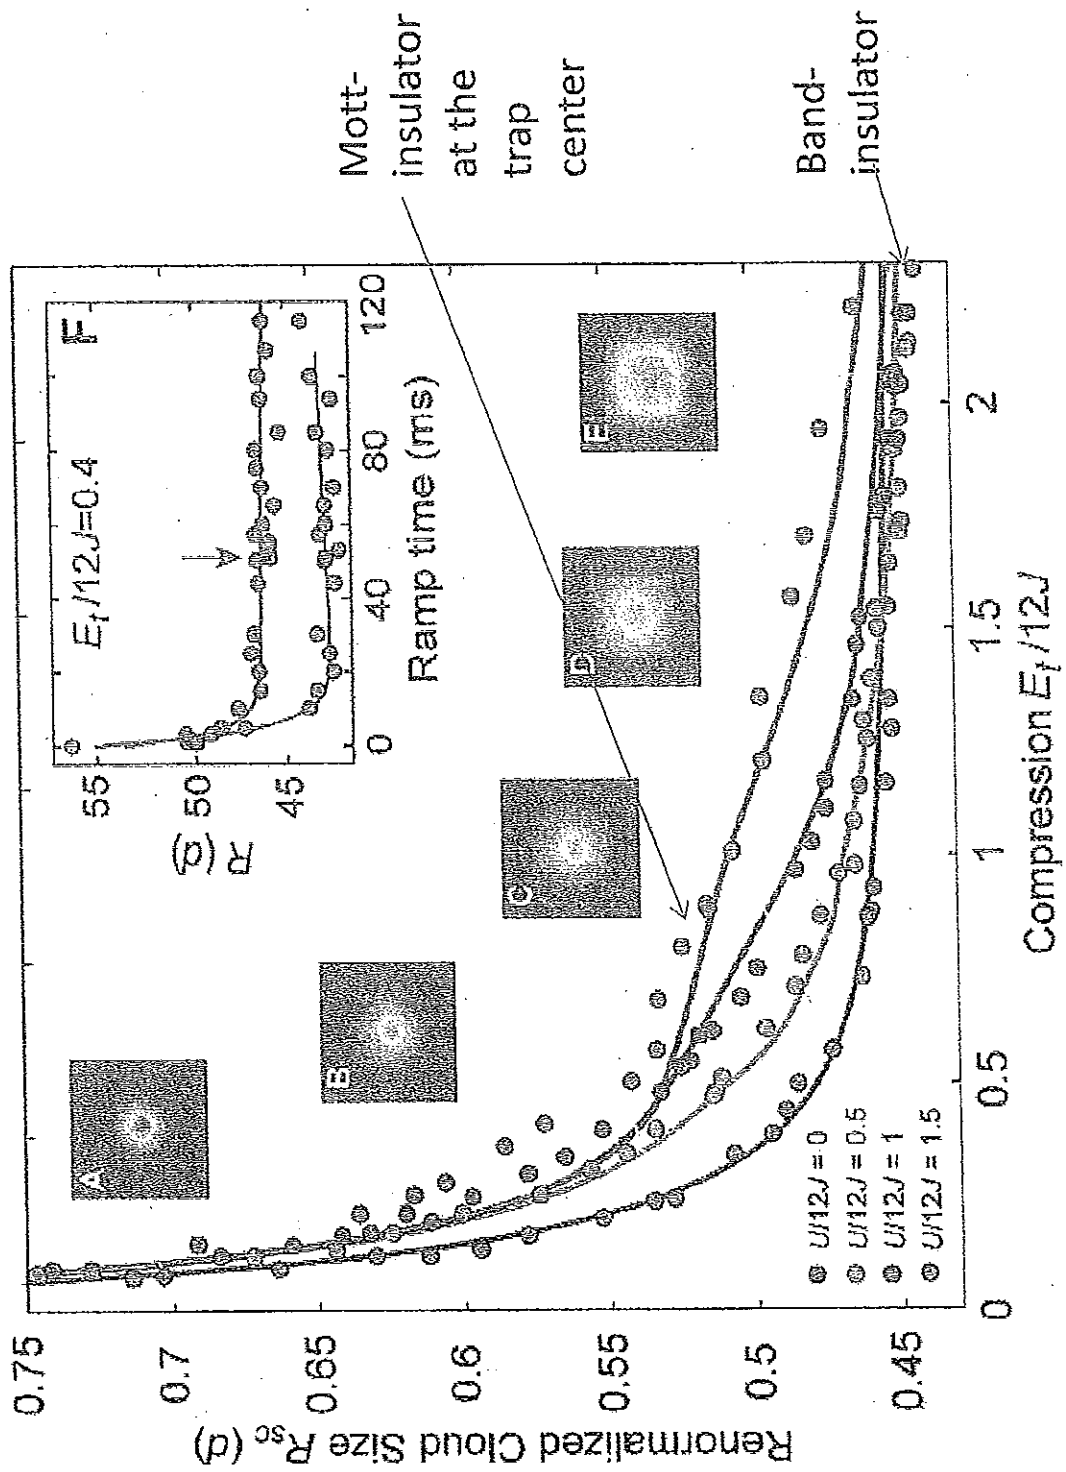 Renormalized Cloud Size R_sc (d)
0.75
0.7
0.65
0.6
0.55
0.5
0.45
0
0.5
1
1.5
2
Compression E_t/12J
U/12J = 0
U/12J = 0.5
U/12J = 1
U/12J = 1.5
A
B
C
D
E
F
E_t/12J=0.4
R (d)
55
50
45
0
40
80
120
Ramp time (ms)
Mott-
insulator
at the
trap
center
Band-
insulator